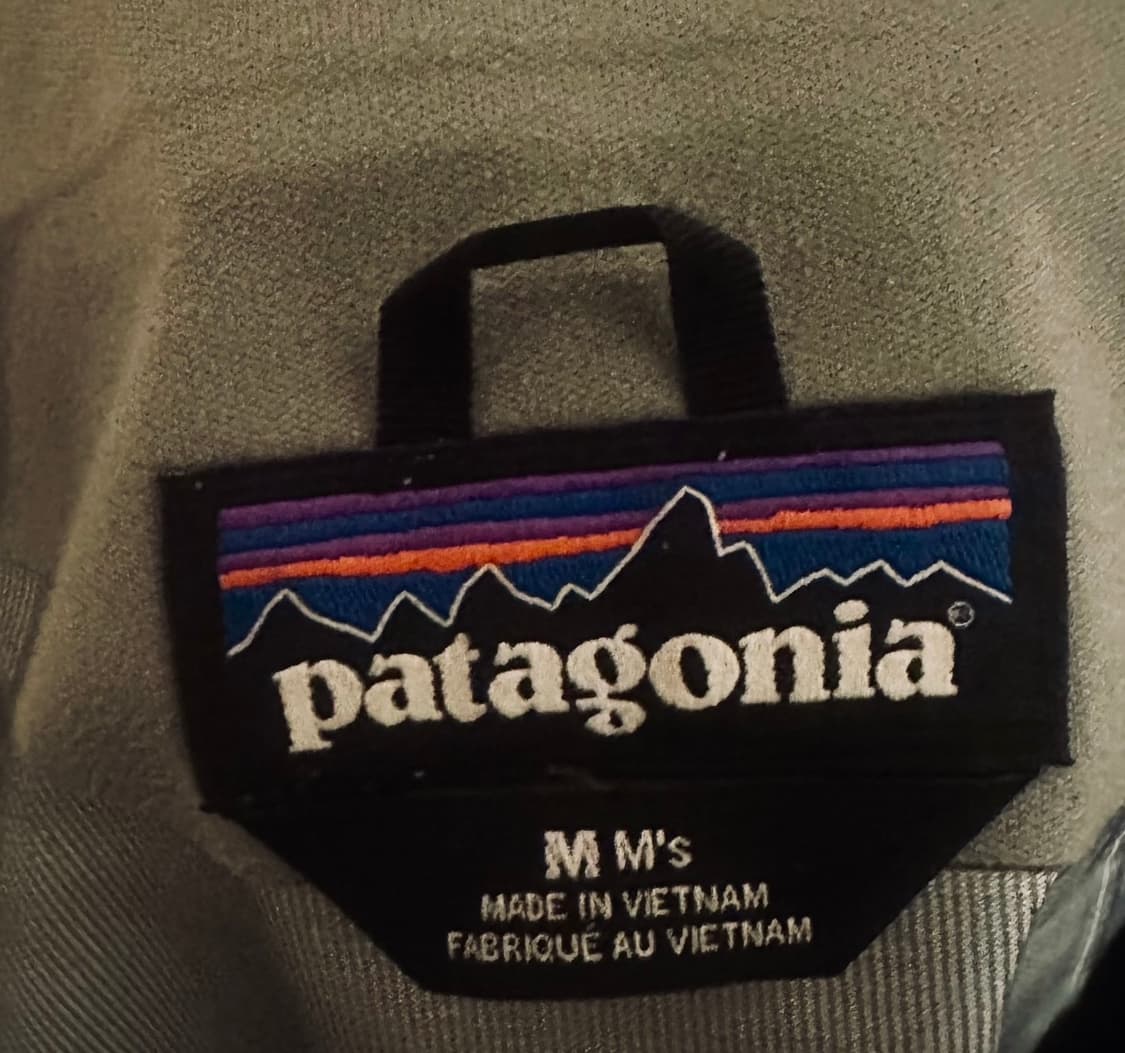 patagonia®
M M's
MADE IN VIETNAM
FABRIQUÉ AU VIETNAM